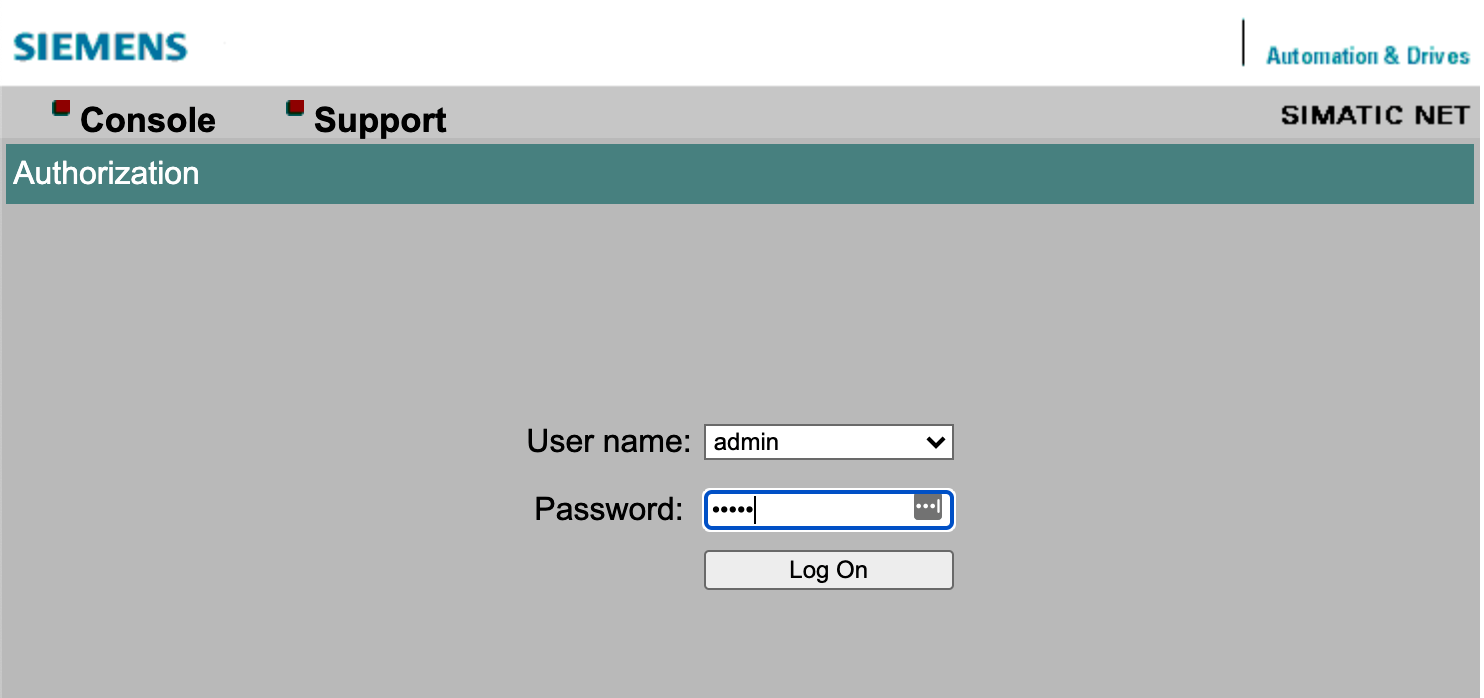 SIEMENS
Automation & Drives
Console Support
SIMATIC NET
Authorization
User name: admin
Password: •••••
Log On